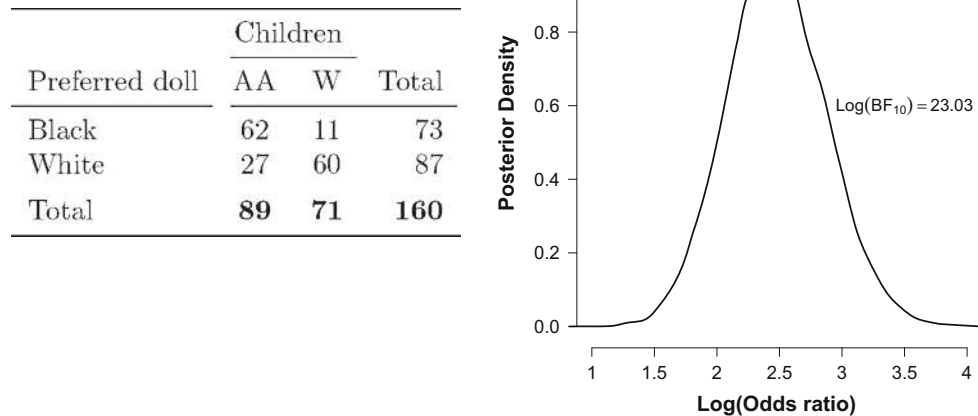 Children
Preferred doll AA W Total
Black 62 11 73
White 27 60 87
Total 89 71 160
0.8
0.6
0.4
0.2
0.0
Posterior Density
Log(BF₁₀) = 23.03
1 1.5 2 2.5 3 3.5 4
Log(Odds ratio)